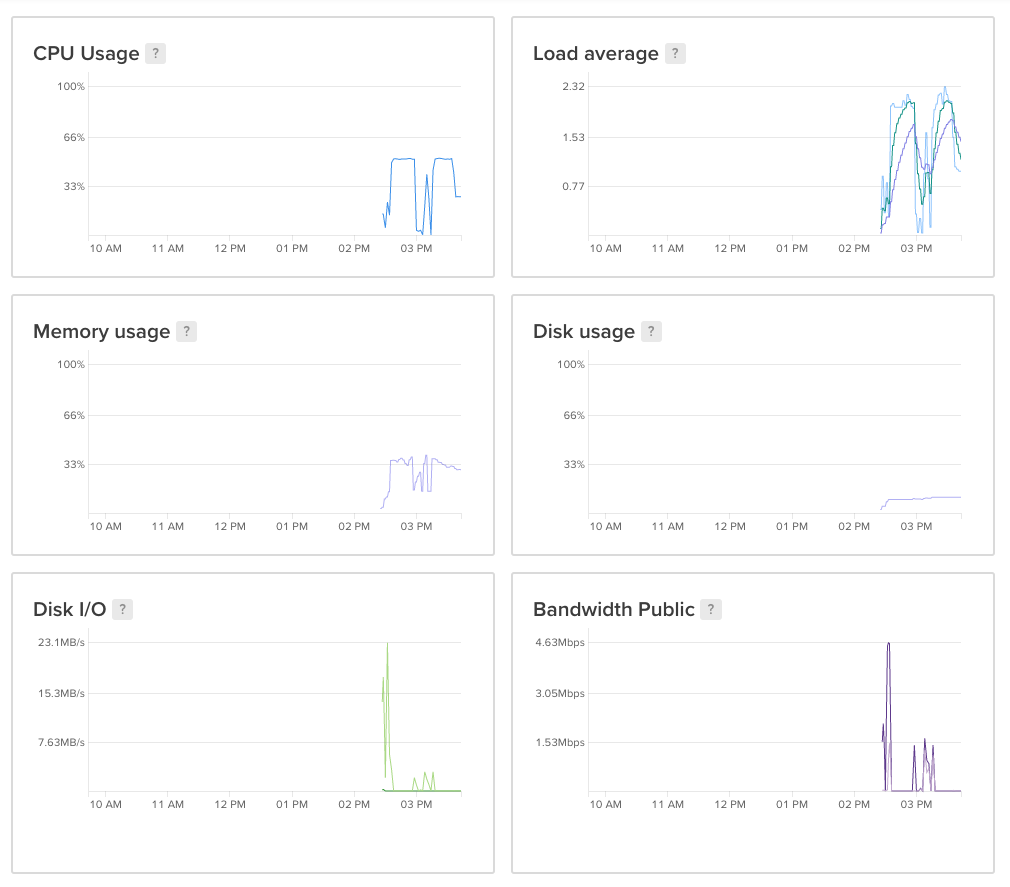 CPU Usage ?
100%
66%
33%
10 AM 11 AM 12 PM 01 PM 02 PM 03 PM
Load average ?
2.32
1.53
0.77
10 AM 11 AM 12 PM 01 PM 02 PM 03 PM
Memory usage ?
100%
66%
33%
10 AM 11 AM 12 PM 01 PM 02 PM 03 PM
Disk usage ?
100%
66%
33%
10 AM 11 AM 12 PM 01 PM 02 PM 03 PM
Disk I/O ?
23.1MB/s
15.3MB/s
7.63MB/s
10 AM 11 AM 12 PM 01 PM 02 PM 03 PM
Bandwidth Public ?
4.63Mbps
3.05Mbps
1.53Mbps
10 AM 11 AM 12 PM 01 PM 02 PM 03 PM